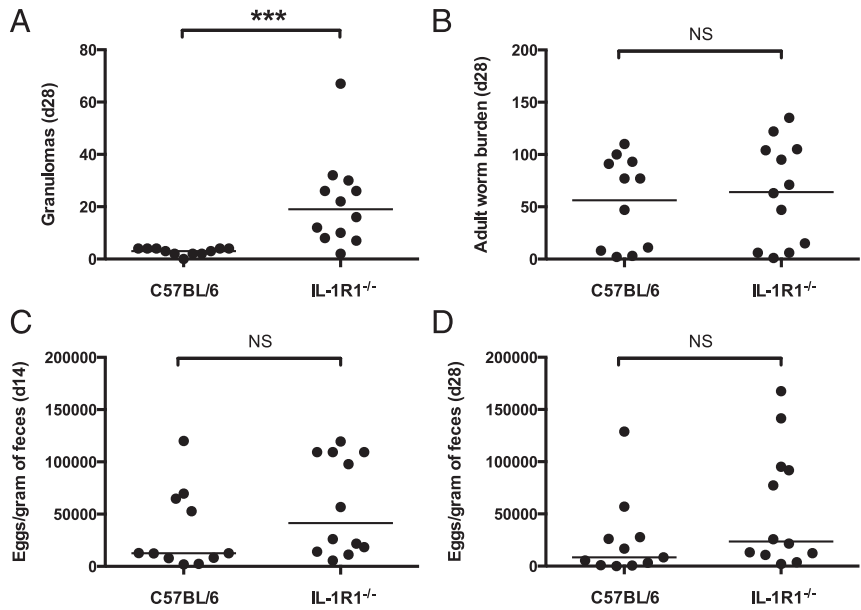 A
***
Granulomas (d28)
80
60
40
20
0
C57BL/6
IL-1R1-/-
B
NS
Adult worm burden (d28)
200
150
100
50
0
C57BL/6
IL-1R1-/-
C
NS
Eggs/gram of feces (d14)
200000
150000
100000
50000
0
C57BL/6
IL-1R1-/-
D
NS
Eggs/gram of feces (d28)
200000
150000
100000
50000
0
C57BL/6
IL-1R1-/-